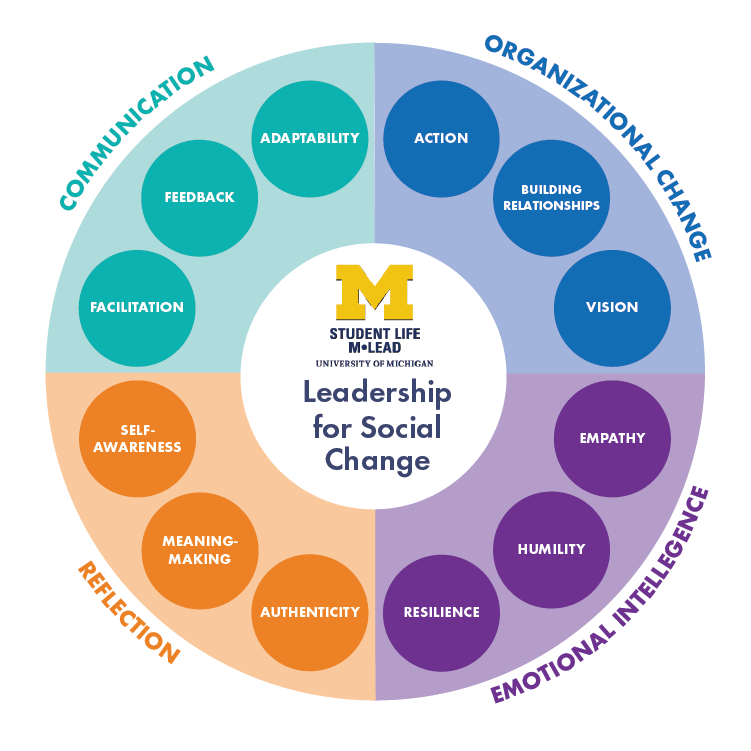 COMMUNICATION
ADAPTABILITY
FEEDBACK
FACILITATION
ORGANIZATIONAL CHANGE
ACTION
BUILDING
RELATIONSHIPS
VISION
M
STUDENT LIFE
M•LEAD
UNIVERSITY OF MICHIGAN
Leadership
for Social
Change
SELF-
AWARENESS
MEANING-
MAKING
AUTHENTICITY
REFLECTION
EMPATHY
HUMILITY
RESILIENCE
EMOTIONAL INTELLEGENCE